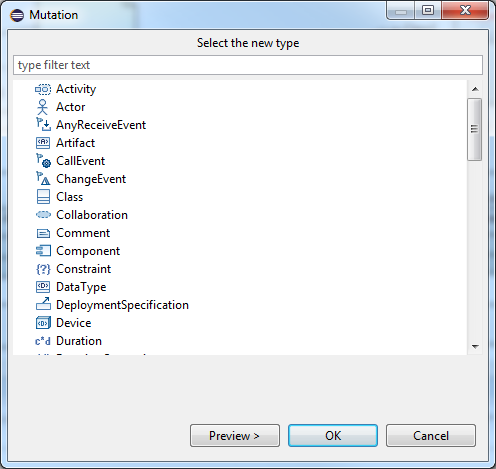 Mutation
Select the new type
type filter text
Activity
Actor
AnyReceiveEvent
Artifact
CallEvent
ChangeEvent
Class
Collaboration
Comment
Component
{?} Constraint
DataType
DeploymentSpecification
Device
c*d Duration
Preview >
OK
Cancel